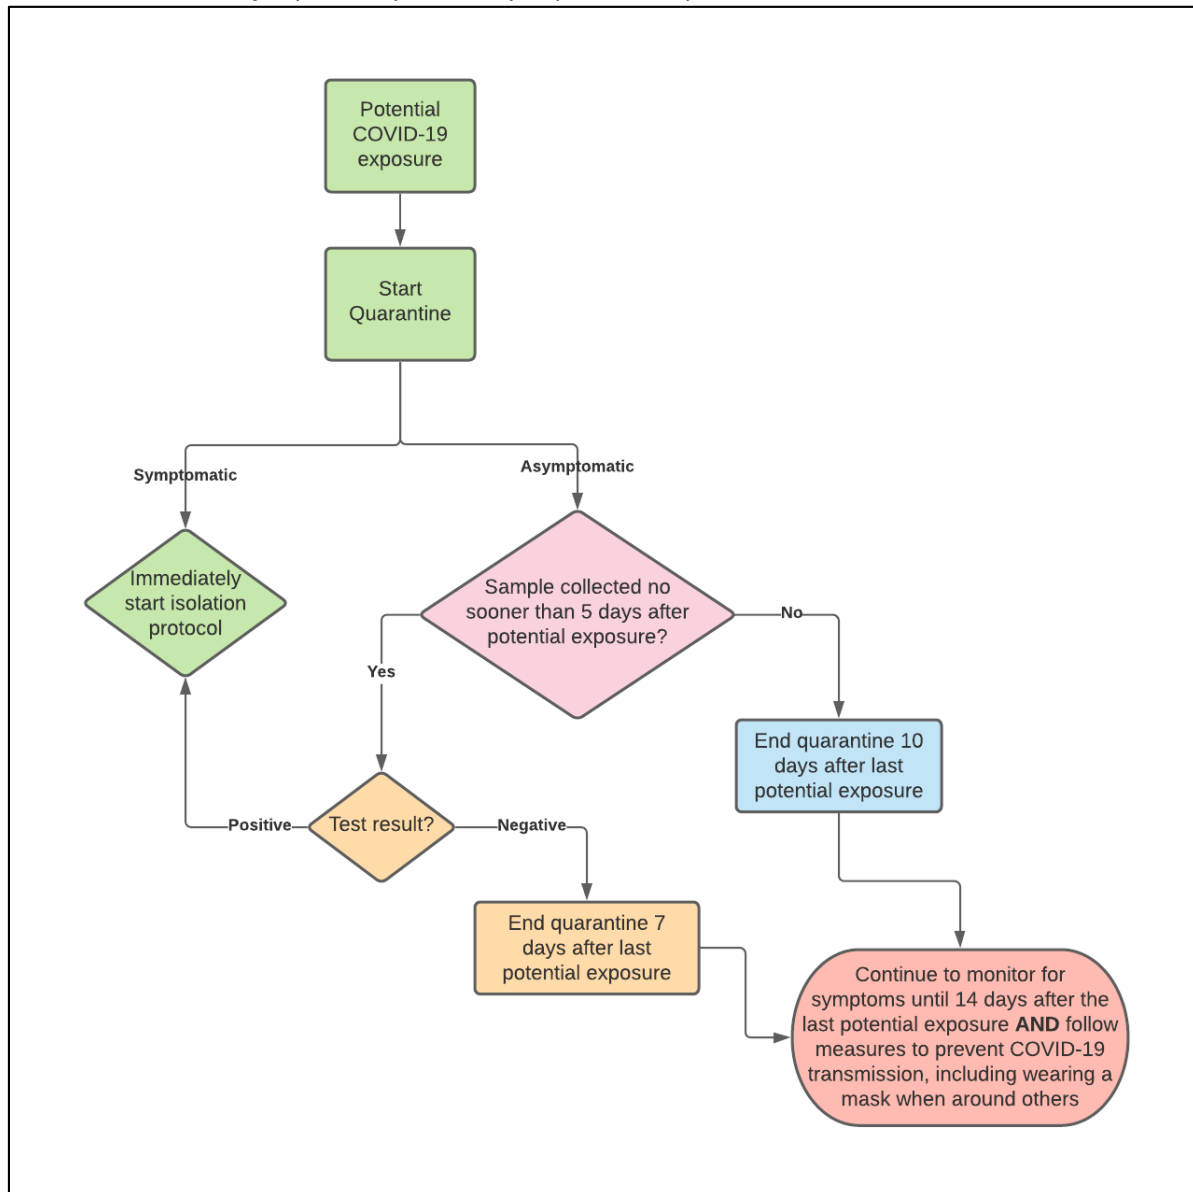 Potential
COVID-19
exposure
Start
Quarantine
Symptomatic
Asymptomatic
Immediately
start isolation
protocol
Sample collected no
sooner than 5 days after
potential exposure?
No
Yes
End quarantine 10
days after last
potential exposure
Positive
Test result?
Negative
End quarantine 7
days after last
potential exposure
Continue to monitor for
symptoms until 14 days after the
last potential exposure AND follow
measures to prevent COVID-19
transmission, including wearing a
mask when around others